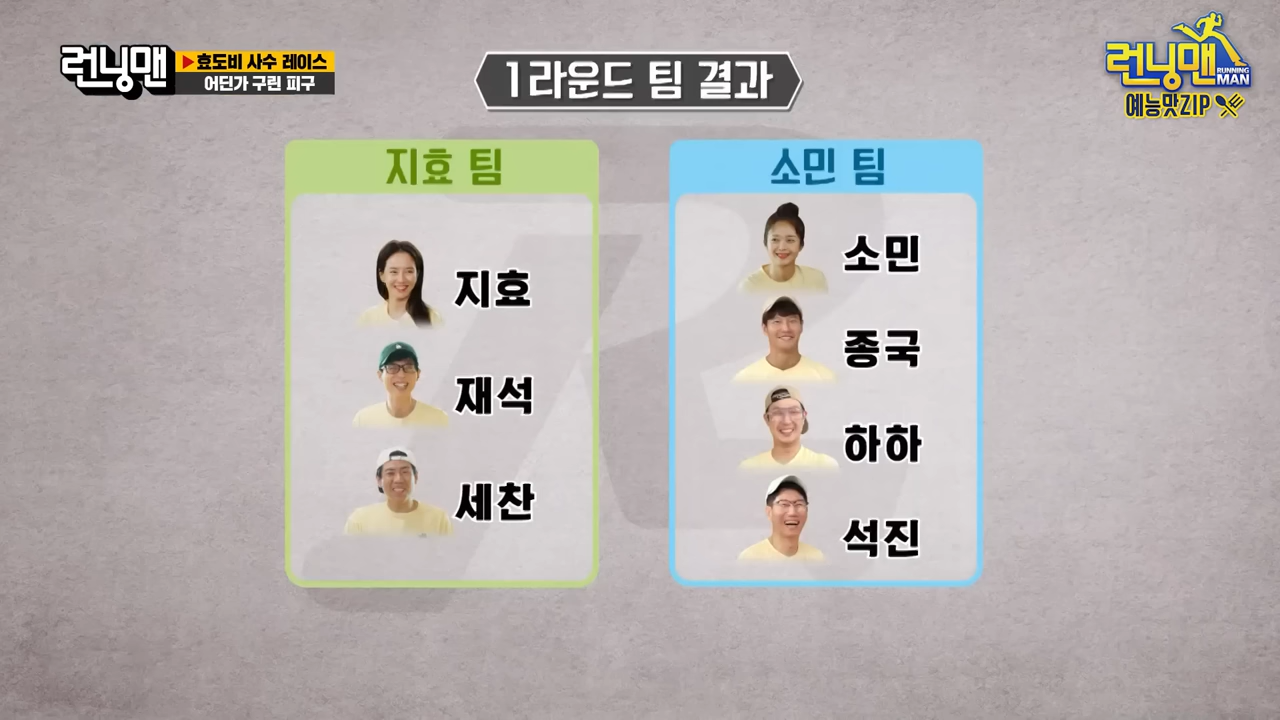 런닝맨
▶효도비 사수 레이스
어딘가 구린 피구
런닝맨
RUNNING
MAN
예능맛ZIP
1라운드 팀 결과
지효 팀
지효
재석
세찬
소민 팀
소민
종국
하하
석진